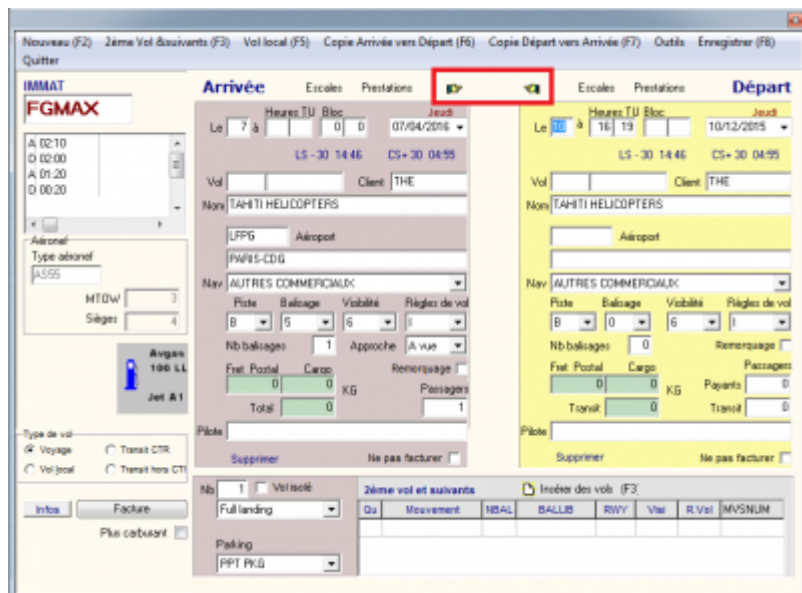 Nouveau (F2) 2ème Vol &suivants (F3) Vol local (F5) Copie Arrivée vers Départ (F6) Copie Départ vers Arrivée (F7) Outils Enregistrer (F8)
Quitter
IMMAT
FGMAX
A 02:10
D 02:00
A 01:20
D 00:20
Aéronef
Type aéronef
AS55
MTOW 3
Sièges 4
Avgas
100 LL
Jet A1
Type de vol
Voyage Transit CTR
Vol local Transit hors CTR
Infos Facture
Plus carburant
Arrivée Escales Prestations
Heures TU Bloc Jeudi
Le 7 à 0 0 07/04/2016
LS - 30 14:46 CS+ 30 04:55
Vol Client THE
Nom TAHITI HELICOPTERS
LFPG Aéroport
PARIS-CDG
Nav AUTRES COMMERCIAUX
Piste Balisage Visibilité Règles de vol
B 5 6 I
Nb balisages 1 Approche A vue
Fret Postal Cargo Remorquage
0 0 KG Passagers
Total 0 1
Pilote
Supprimer Ne pas facturer
Escales Prestations Départ
Heures TU Bloc Jeudi
Le 10 à 16 19 10/12/2015
LS - 30 14:46 CS+ 30 04:55
Vol Client THE
Nom TAHITI HELICOPTERS
Aéroport
Nav AUTRES COMMERCIAUX
Piste Balisage Visibilité Règles de vol
B 0 6 I
Nb balisages 0 Remorquage
Fret Postal Cargo Passagers
0 0 KG Payants 0
Transit 0 Transit 0
Pilote
Supprimer Ne pas facturer
Nb 1 Vol isolé
Full landing
Parking
PPT PKG
2ème vol et suivants Insérer des vols (F3)
Qu Mouvement NBAL BALLIB RWY Visi R.Vol MVSNUM